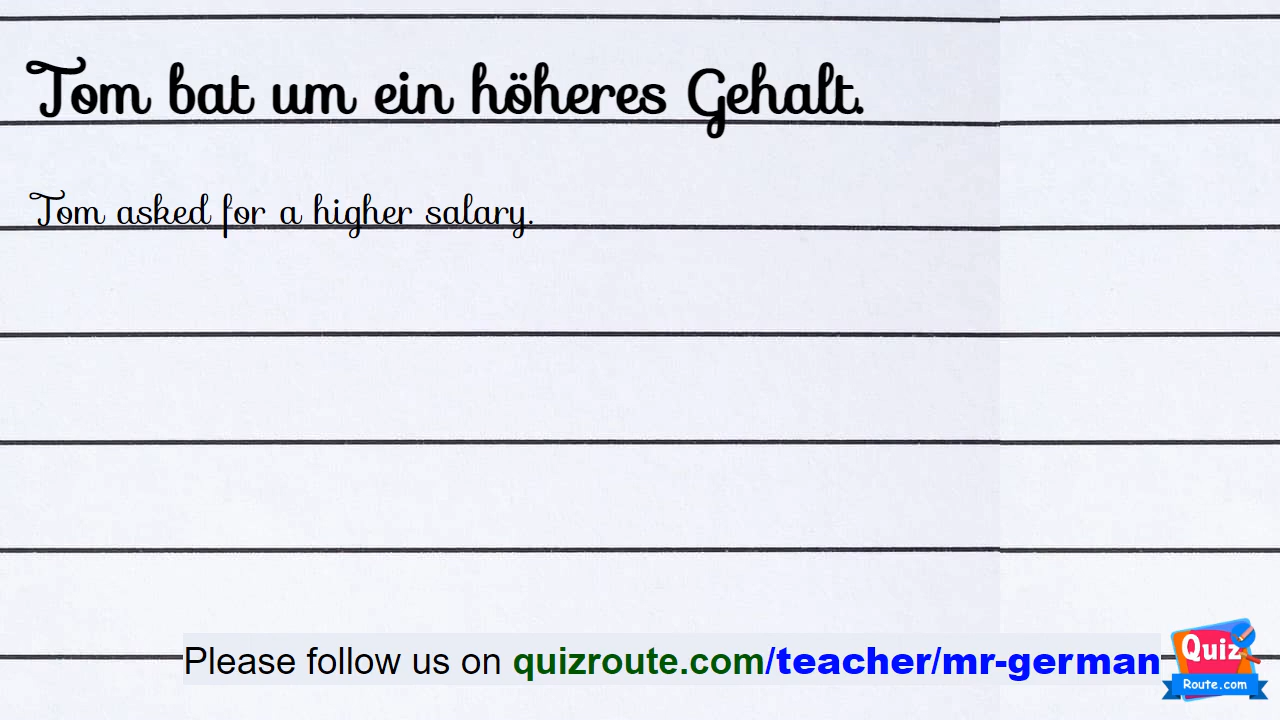 Tom bat um ein höheres Gehalt.
Tom asked for a higher salary.
Please follow us on quizroute.com/teacher/mr-german
Quiz
Route.com